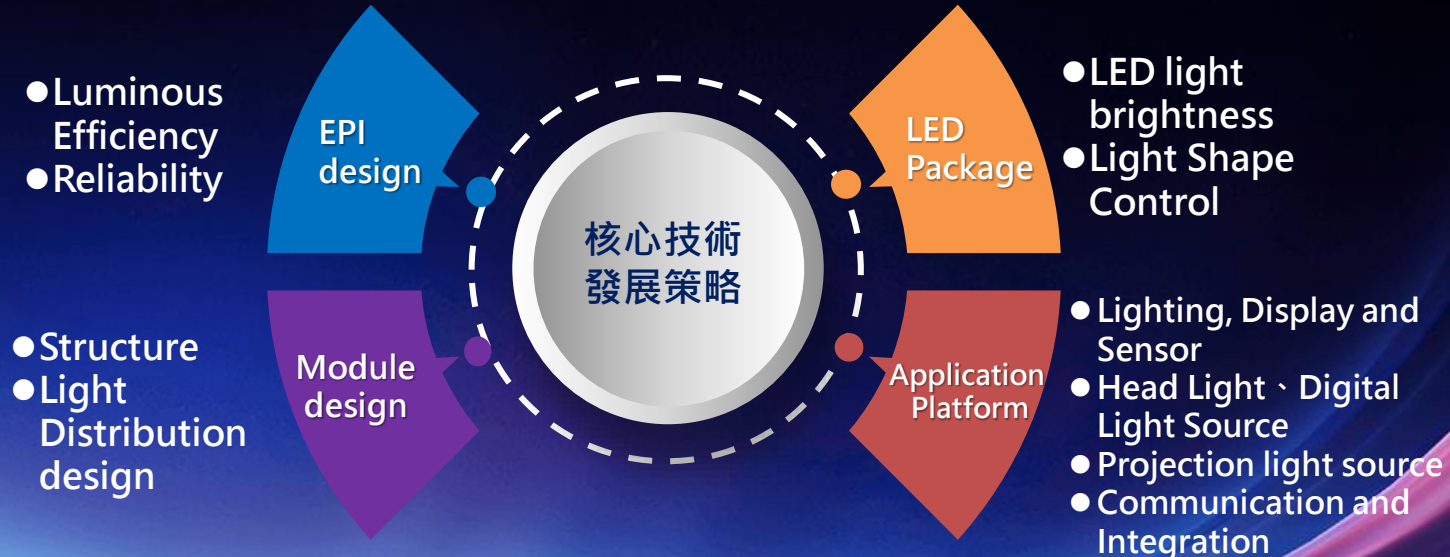 ●Luminous
Efficiency
●Reliability
EPI
design
LED
Package
●LED light
brightness
●Light Shape
Control
核心技術
發展策略
●Structure
●Light
Distribution
design
Module
design
Application
Platform
●Lighting, Display and
Sensor
●Head Light、Digital
Light Source
●Projection light source
●Communication and
Integration